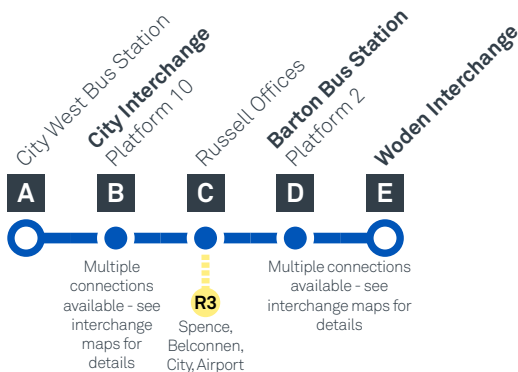 City West Bus Station
City Interchange
Platform 10
Russell Offices
Barton Bus Station
Platform 2
Woden Interchange
A
B
C
D
E
Multiple
connections
available - see
interchange
maps for
details
R3
Spence,
Belconnen,
City, Airport
Multiple connections
available - see
interchange maps for
details